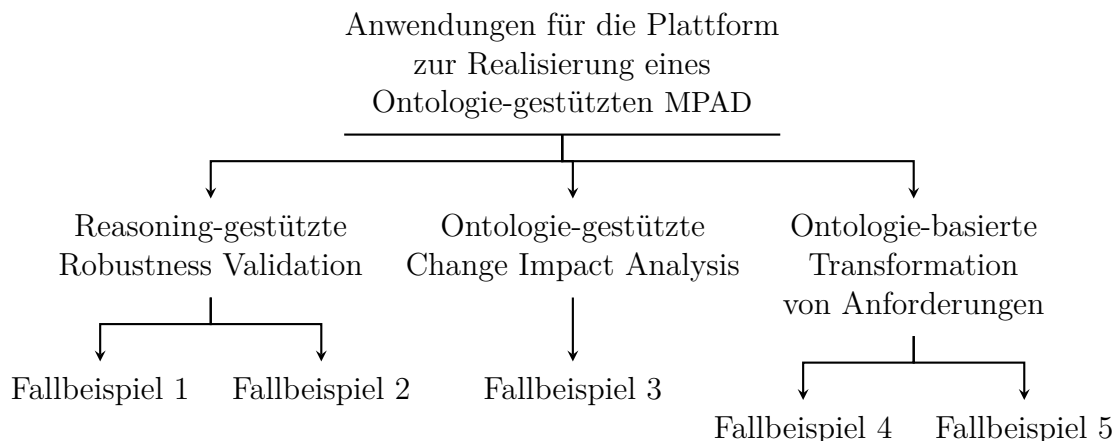 Anwendungen für die Plattform
zur Realisierung eines
Ontologie-gestützten MPAD
Reasoning-gestützte
Robustness Validation
Ontologie-gestützte
Change Impact Analysis
Ontologie-basierte
Transformation
von Anforderungen
Fallbeispiel 1
Fallbeispiel 2
Fallbeispiel 3
Fallbeispiel 4
Fallbeispiel 5